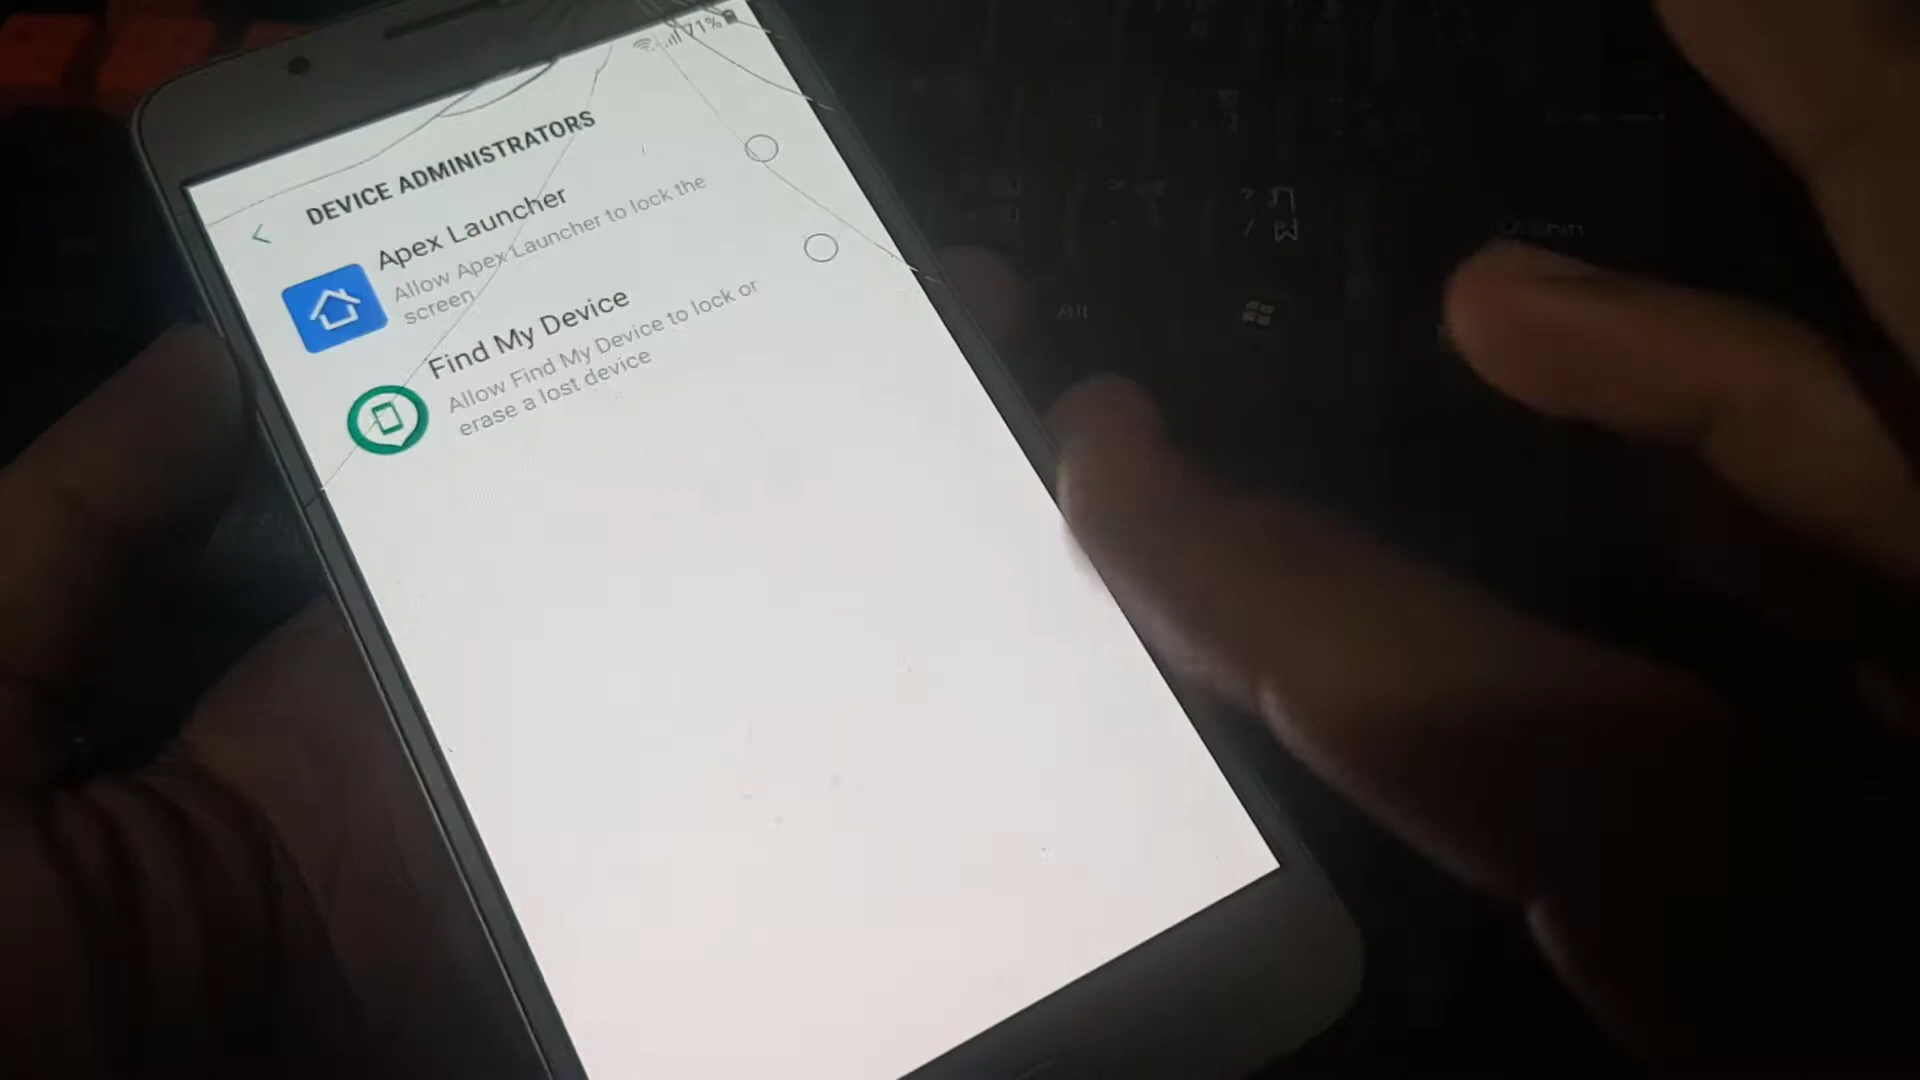 71%
DEVICE ADMINISTRATORS
Apex Launcher
Allow Apex Launcher to lock the
screen
Find My Device
Allow Find My Device to lock or
erase a lost device
Alt